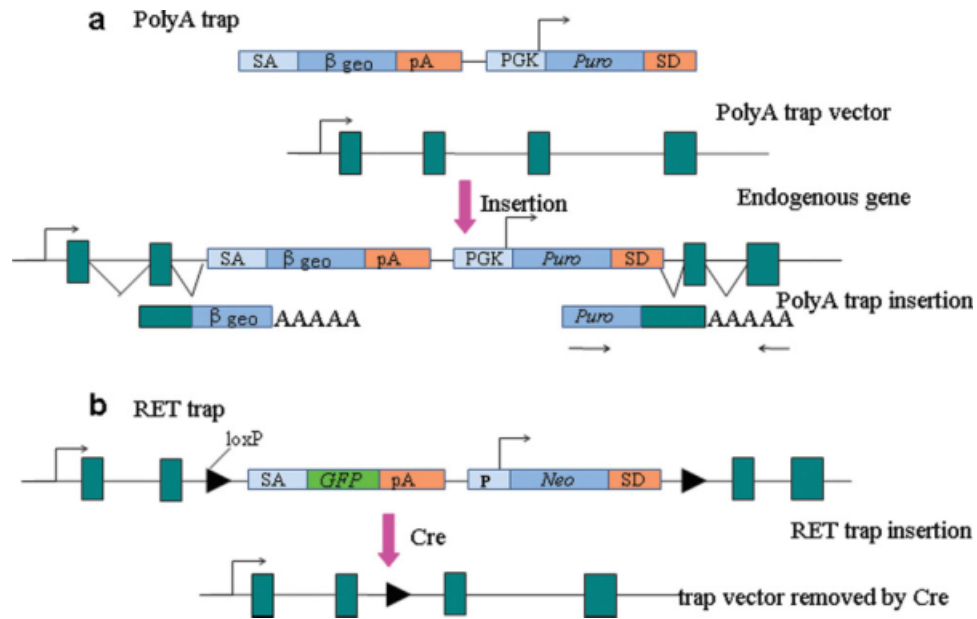 a PolyA trap
SA β geo pA PGK Puro SD
PolyA trap vector
Endogenous gene
Insertion
SA β geo pA PGK Puro SD
PolyA trap insertion
β geo AAAAA Puro AAAAA
b RET trap
loxP
SA GFP pA P Neo SD
RET trap insertion
Cre
trap vector removed by Cre